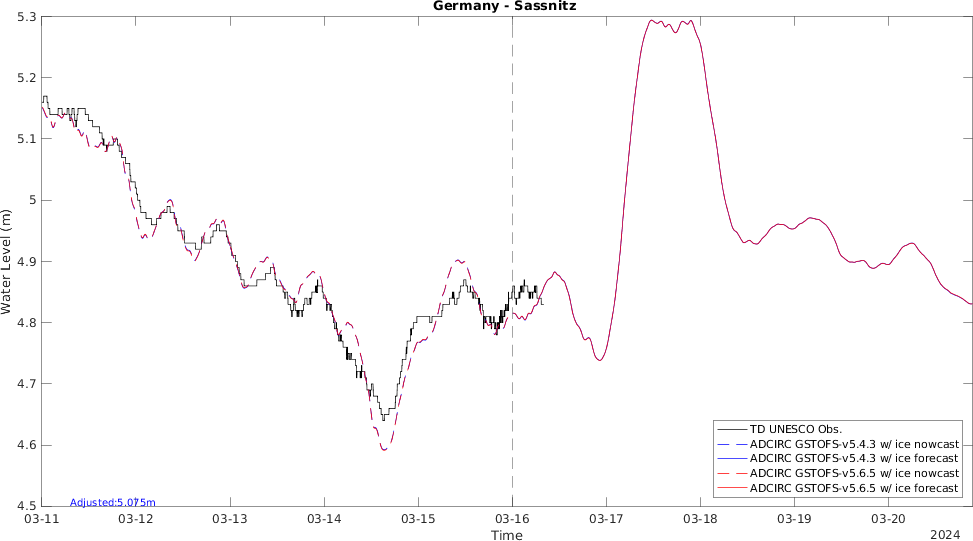 Germany - Sassnitz
Water Level (m)
5.3
5.2
5.1
5
4.9
4.8
4.7
4.6
4.5
Adjusted:5.075m
TD UNESCO Obs.
ADCIRC GSTOFS-v5.4.3 w/ ice nowcast
ADCIRC GSTOFS-v5.4.3 w/ ice forecast
ADCIRC GSTOFS-v5.6.5 w/ ice nowcast
ADCIRC GSTOFS-v5.6.5 w/ ice forecast
03-11 03-12 03-13 03-14 03-15 03-16 03-17 03-18 03-19 03-20
Time
2024